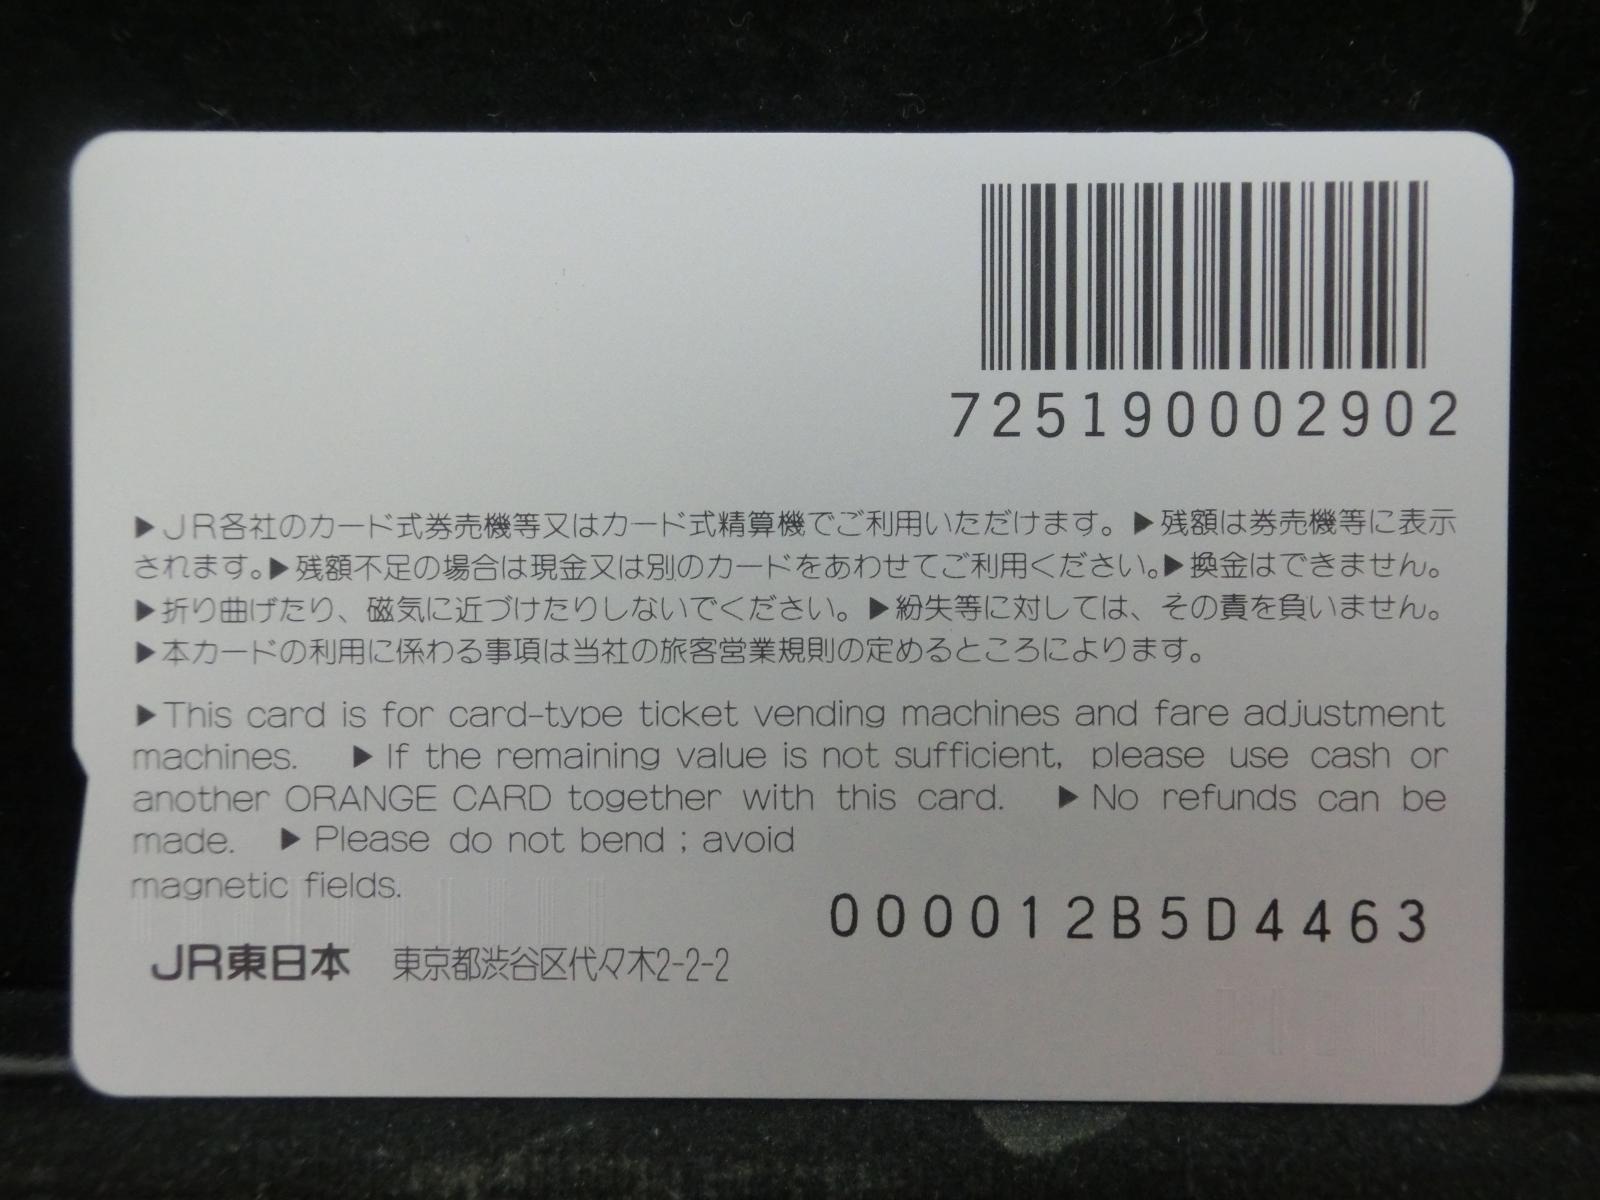 725190002902
▶JR各社のカード式券売機等又はカード式精算機でご利用いただけます。▶残額は券売機等に表示
されます。▶残額不足の場合は現金又は別のカードをあわせてご利用ください。▶換金はできません。
▶折り曲げたり、磁気に近づけたりしないでください。▶紛失等に対しては、その責を負いません。
▶本カードの利用に係わる事項は当社の旅客営業規則の定めるところによります。
▶This card is for card-type ticket vending machines and fare adjustment
machines. ▶If the remaining value is not sufficient, please use cash or
another ORANGE CARD together with this card. ▶No refunds can be
made. ▶Please do not bend ; avoid
magnetic fields.
000012B5D4463
JR東日本 東京都渋谷区代々木2-2-2